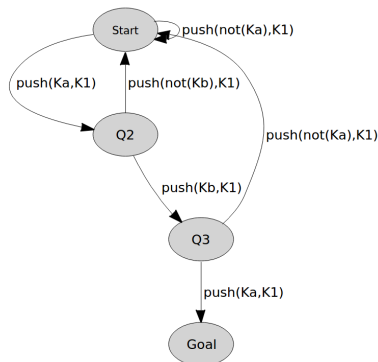 Start
push(not(Ka),K1)
push(Ka,K1)
push(not(Kb),K1)
Q2
push(not(Ka),K1)
push(Kb,K1)
Q3
push(Ka,K1)
Goal